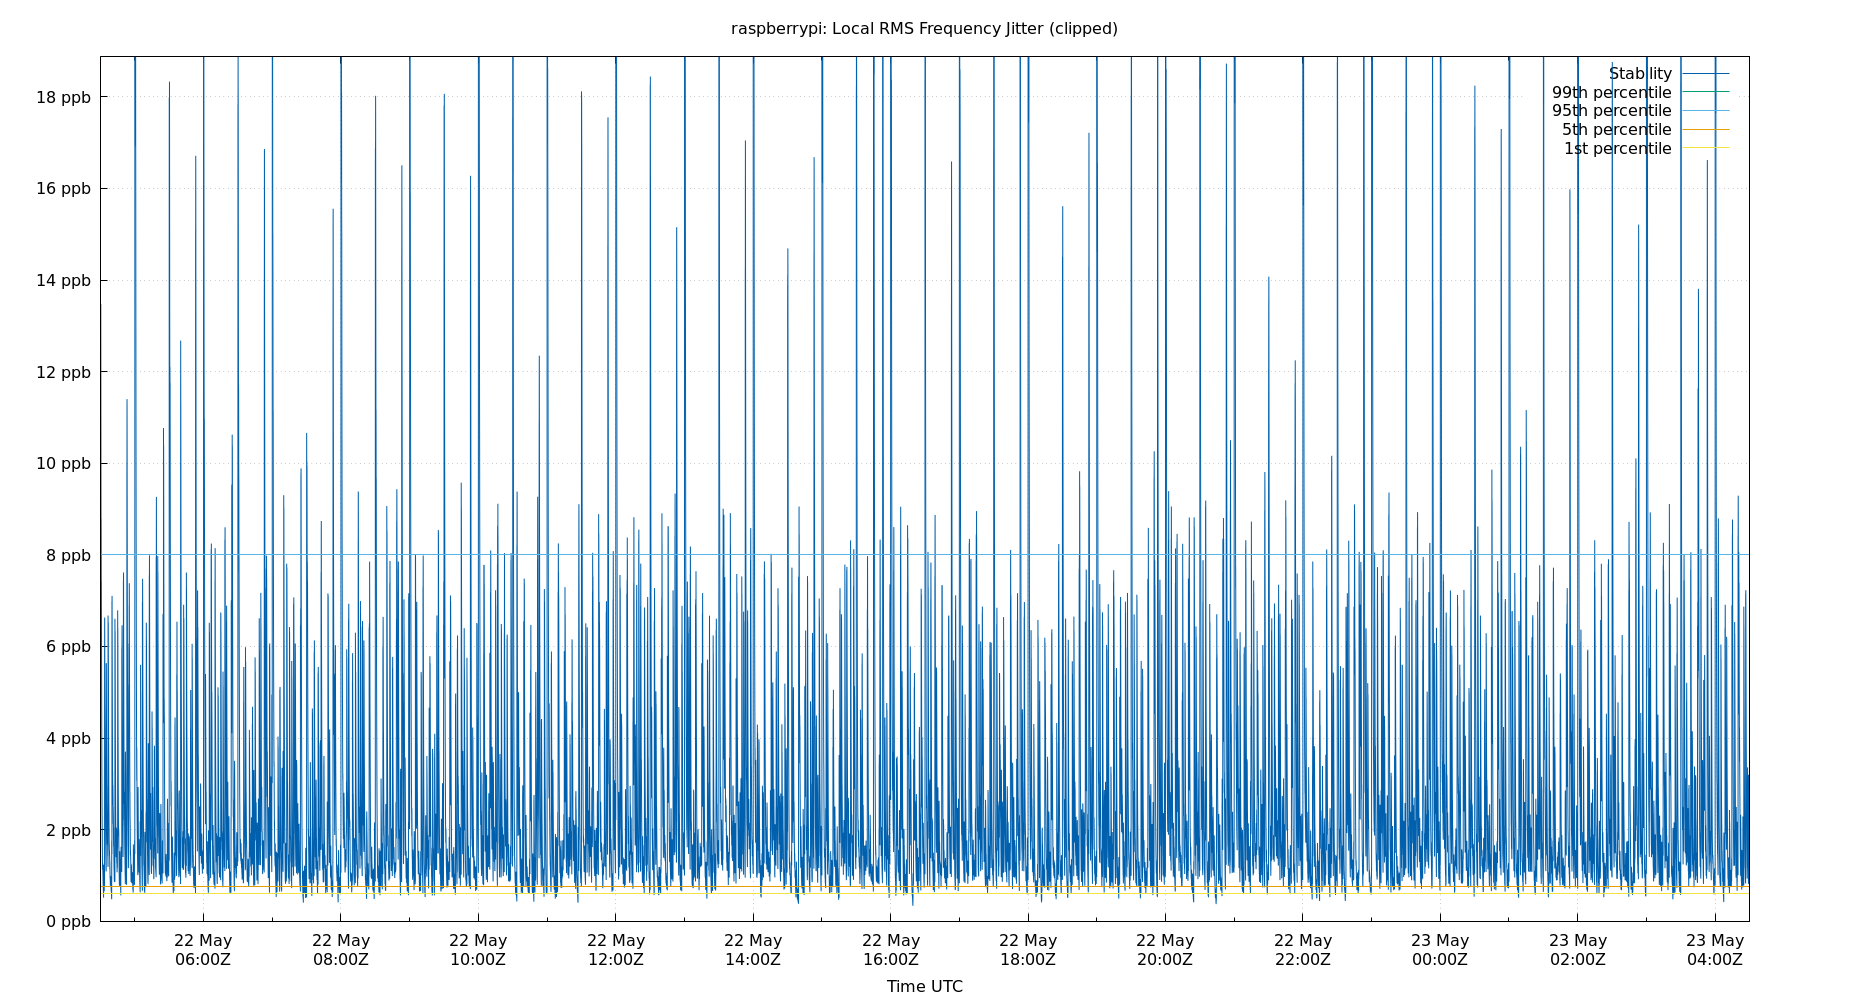 raspberrypi: Local RMS Frequency Jitter (clipped)
Stability
99th percentile
95th percentile
5th percentile
1st percentile
18 ppb
16 ppb
14 ppb
12 ppb
10 ppb
8 ppb
6 ppb
4 ppb
2 ppb
0 ppb
22 May 22 May 22 May 22 May 22 May 22 May 22 May 22 May 22 May 23 May 23 May 23 May
06:00Z 08:00Z 10:00Z 12:00Z 14:00Z 16:00Z 18:00Z 20:00Z 22:00Z 00:00Z 02:00Z 04:00Z
Time UTC